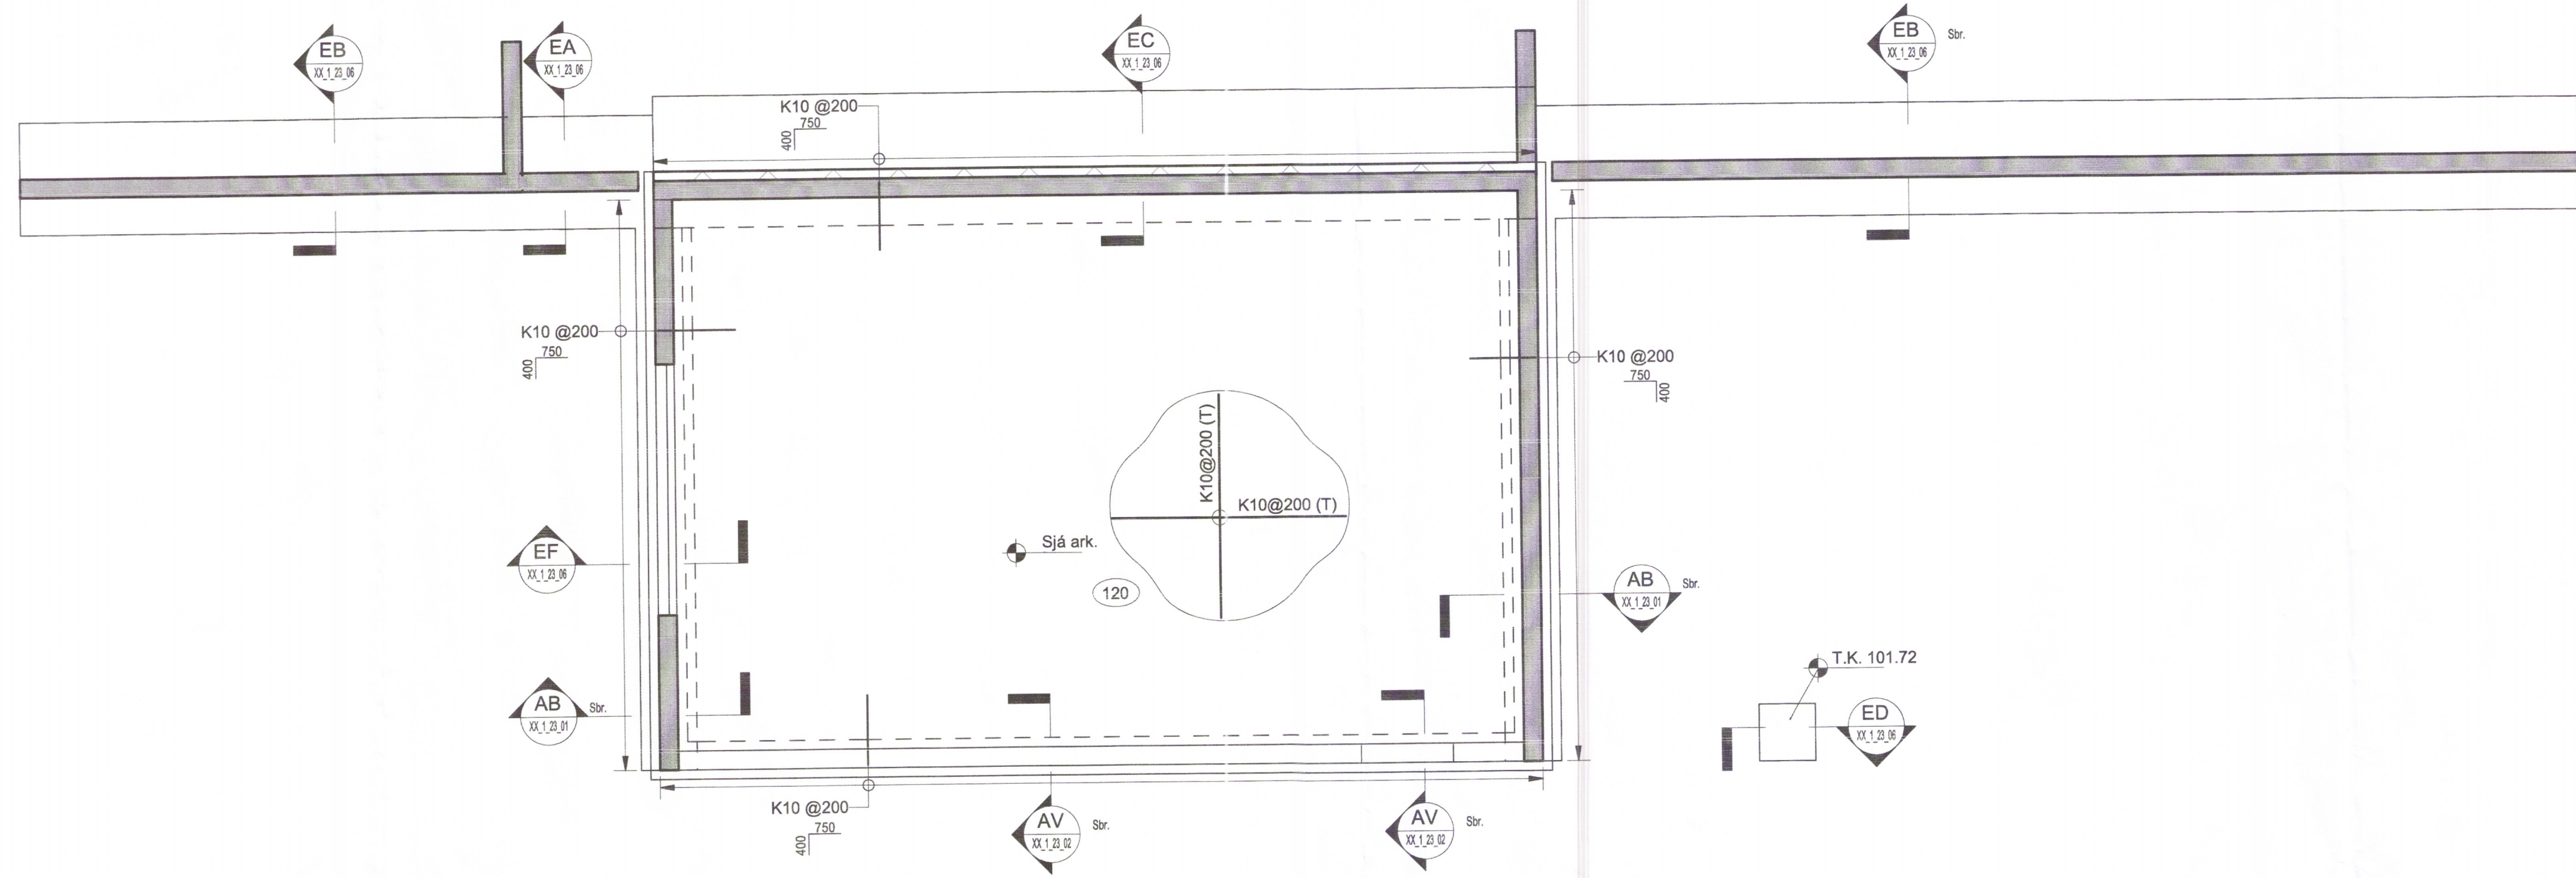 EB
XX_1_23_06
EA
XX_1_23_06
EC
XX_1_23_06
EB
XX_1_23_06
Sbr.
K10 @200
750
400
K10 @200
750
400
K10 @200
750
400
K10@200 (T)
K10@200 (T)
Sjá ark.
120
EF
XX_1_23_06
AB
XX_1_23_01
Sbr.
AB
XX_1_23_01
Sbr.
T.K. 101.72
ED
XX_1_23_06
K10 @200
750
400
AV
XX_1_23_02
Sbr.
AV
XX_1_23_02
Sbr.